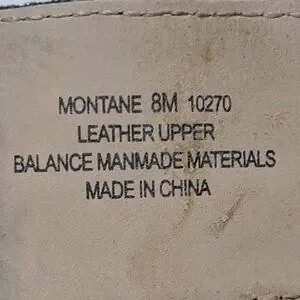 MONTANE 8M 10270
LEATHER UPPER
BALANCE MANMADE MATERIALS
MADE IN CHINA